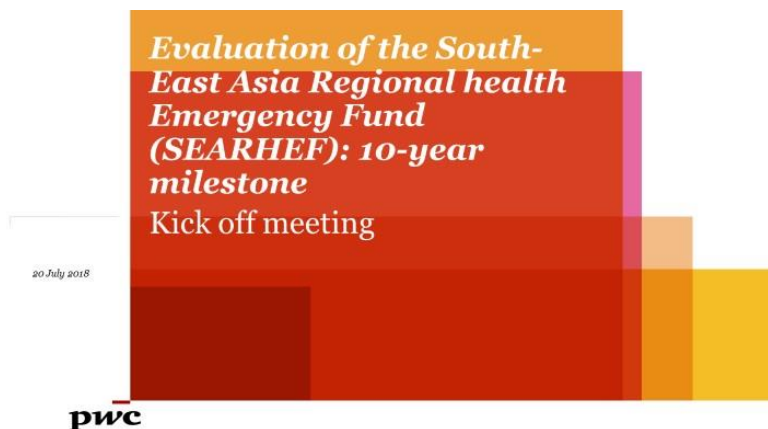 Evaluation of the South-
East Asia Regional health
Emergency Fund
(SEARHEF): 10-year
milestone
Kick off meeting
20 July 2018
pwc